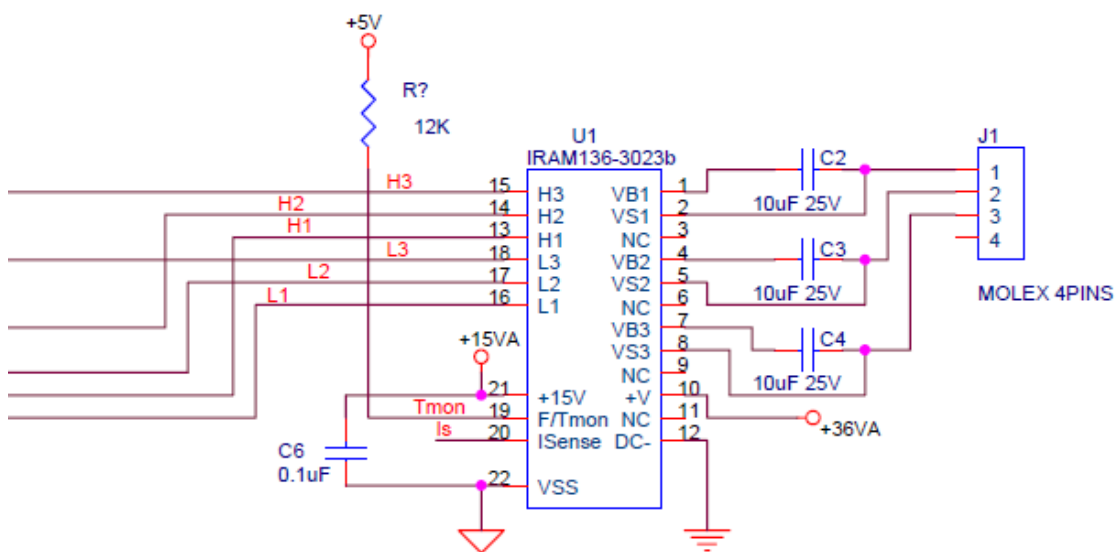 +5V
R?
12K
U1
IRAM136-3023b
J1
H3 15 H3 VB1 1 C2 1
H2 14 H2 VS1 2 10uF 25V 2
H1 13 H1 NC 3 3
L3 18 L3 VB2 4 C3 4
L2 17 L2 VS2 5
L1 16 L1 NC 6 10uF 25V
MOLEX 4PINS
VB3 7
+15VA VS3 8 C4
NC 9
21 +15V +V 10 10uF 25V
Tmon 19 F/Tmon NC 11 +36VA
Is 20 ISense DC- 12
C6
0.1uF
22 VSS